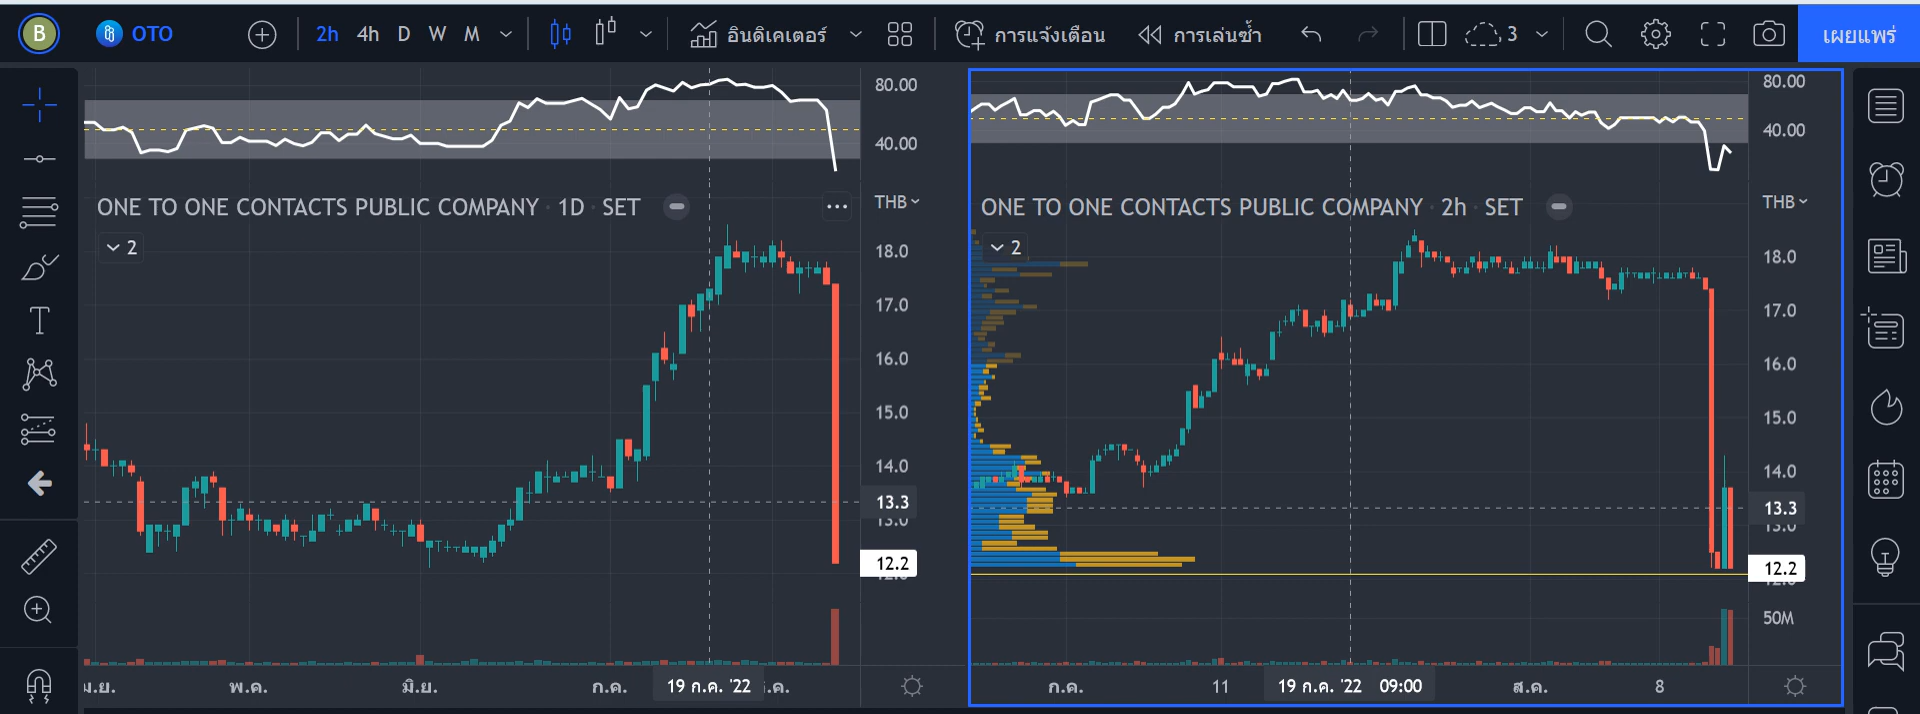 B OTO 2h 4h D W M อินดิเคเตอร์ การแจ้งเตือน การเล่นซ้ำ 3 เผยแพร่
80.00
40.00
ONE TO ONE CONTACTS PUBLIC COMPANY · 1D · SET
THB
2
18.0
17.0
16.0
15.0
14.0
13.3
13.0
12.2
พ.ค. มิ.ย. ก.ค. 19 ก.ค. '22
80.00
40.00
ONE TO ONE CONTACTS PUBLIC COMPANY · 2h · SET
THB
2
18.0
17.0
16.0
15.0
14.0
13.3
13.0
12.2
50M
ก.ค. 11 19 ก.ค. '22 09:00 ส.ค. 8
T